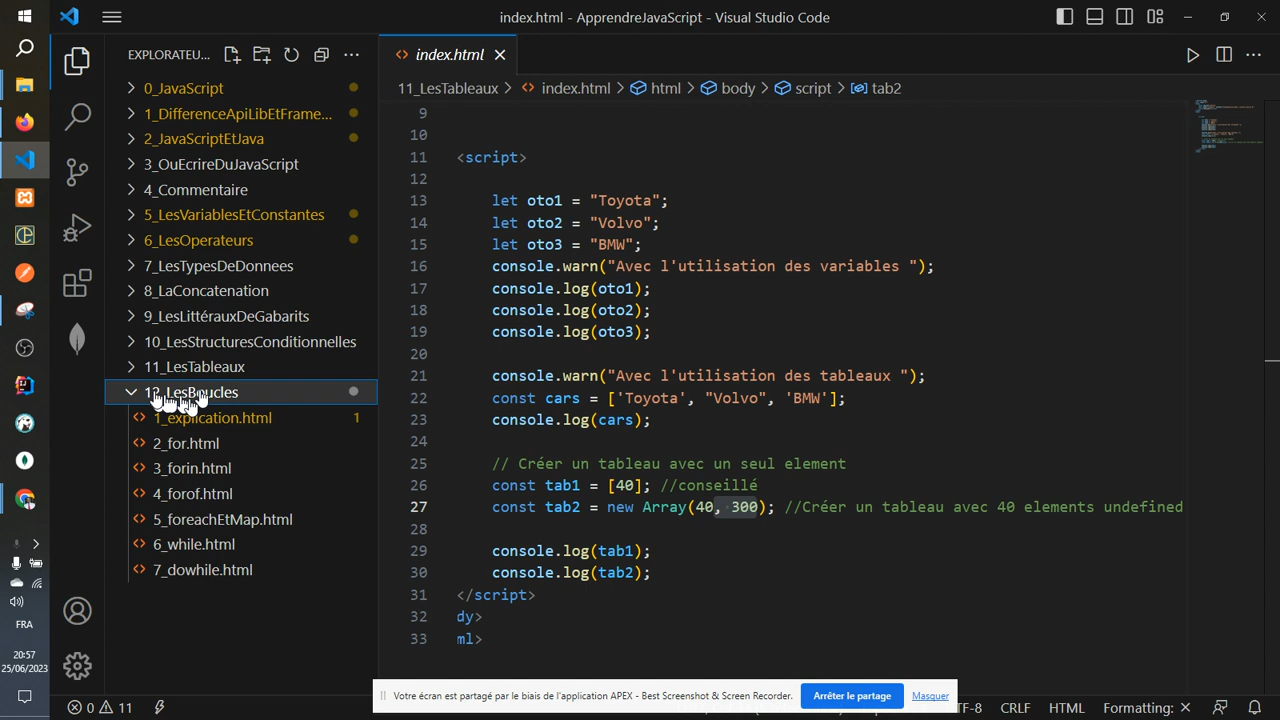 index.html - ApprendreJavaScript - Visual Studio Code
EXPLORATEU...
0_JavaScript
1_DifferenceApiLibEtFrame...
2_JavaScriptEtJava
3_OuEcrireDuJavaScript
4_Commentaire
5_LesVariablesEtConstantes
6_LesOperateurs
7_LesTypesDeDonnees
8_LaConcatenation
9_LesLittérauxDeGabarits
10_LesStructuresConditionnelles
11_LesTableaux
12_LesBoucles
1_explication.html 1
2_for.html
3_forin.html
4_forof.html
5_foreachEtMap.html
6_while.html
7_dowhile.html
index.html
11_LesTableaux > index.html > html > body > script > tab2
9
10
11 <script>
12
13 let oto1 = "Toyota";
14 let oto2 = "Volvo";
15 let oto3 = "BMW";
16 console.warn("Avec l'utilisation des variables ");
17 console.log(oto1);
18 console.log(oto2);
19 console.log(oto3);
20
21 console.warn("Avec l'utilisation des tableaux ");
22 const cars = ['Toyota', "Volvo", 'BMW'];
23 console.log(cars);
24
25 // Créer un tableau avec un seul element
26 const tab1 = [40]; //conseillé
27 const tab2 = new Array(40, 300); //Créer un tableau avec 40 elements undefined
28
29 console.log(tab1);
30 console.log(tab2);
31 </script>
32 dy>
33 ml>
FRA
20:57
25/06/2023
Votre écran est partagé par le biais de l'application APEX - Best Screenshot & Screen Recorder. Arrêter le partage Masquer
0 11 TF-8 CRLF HTML Formatting: ×